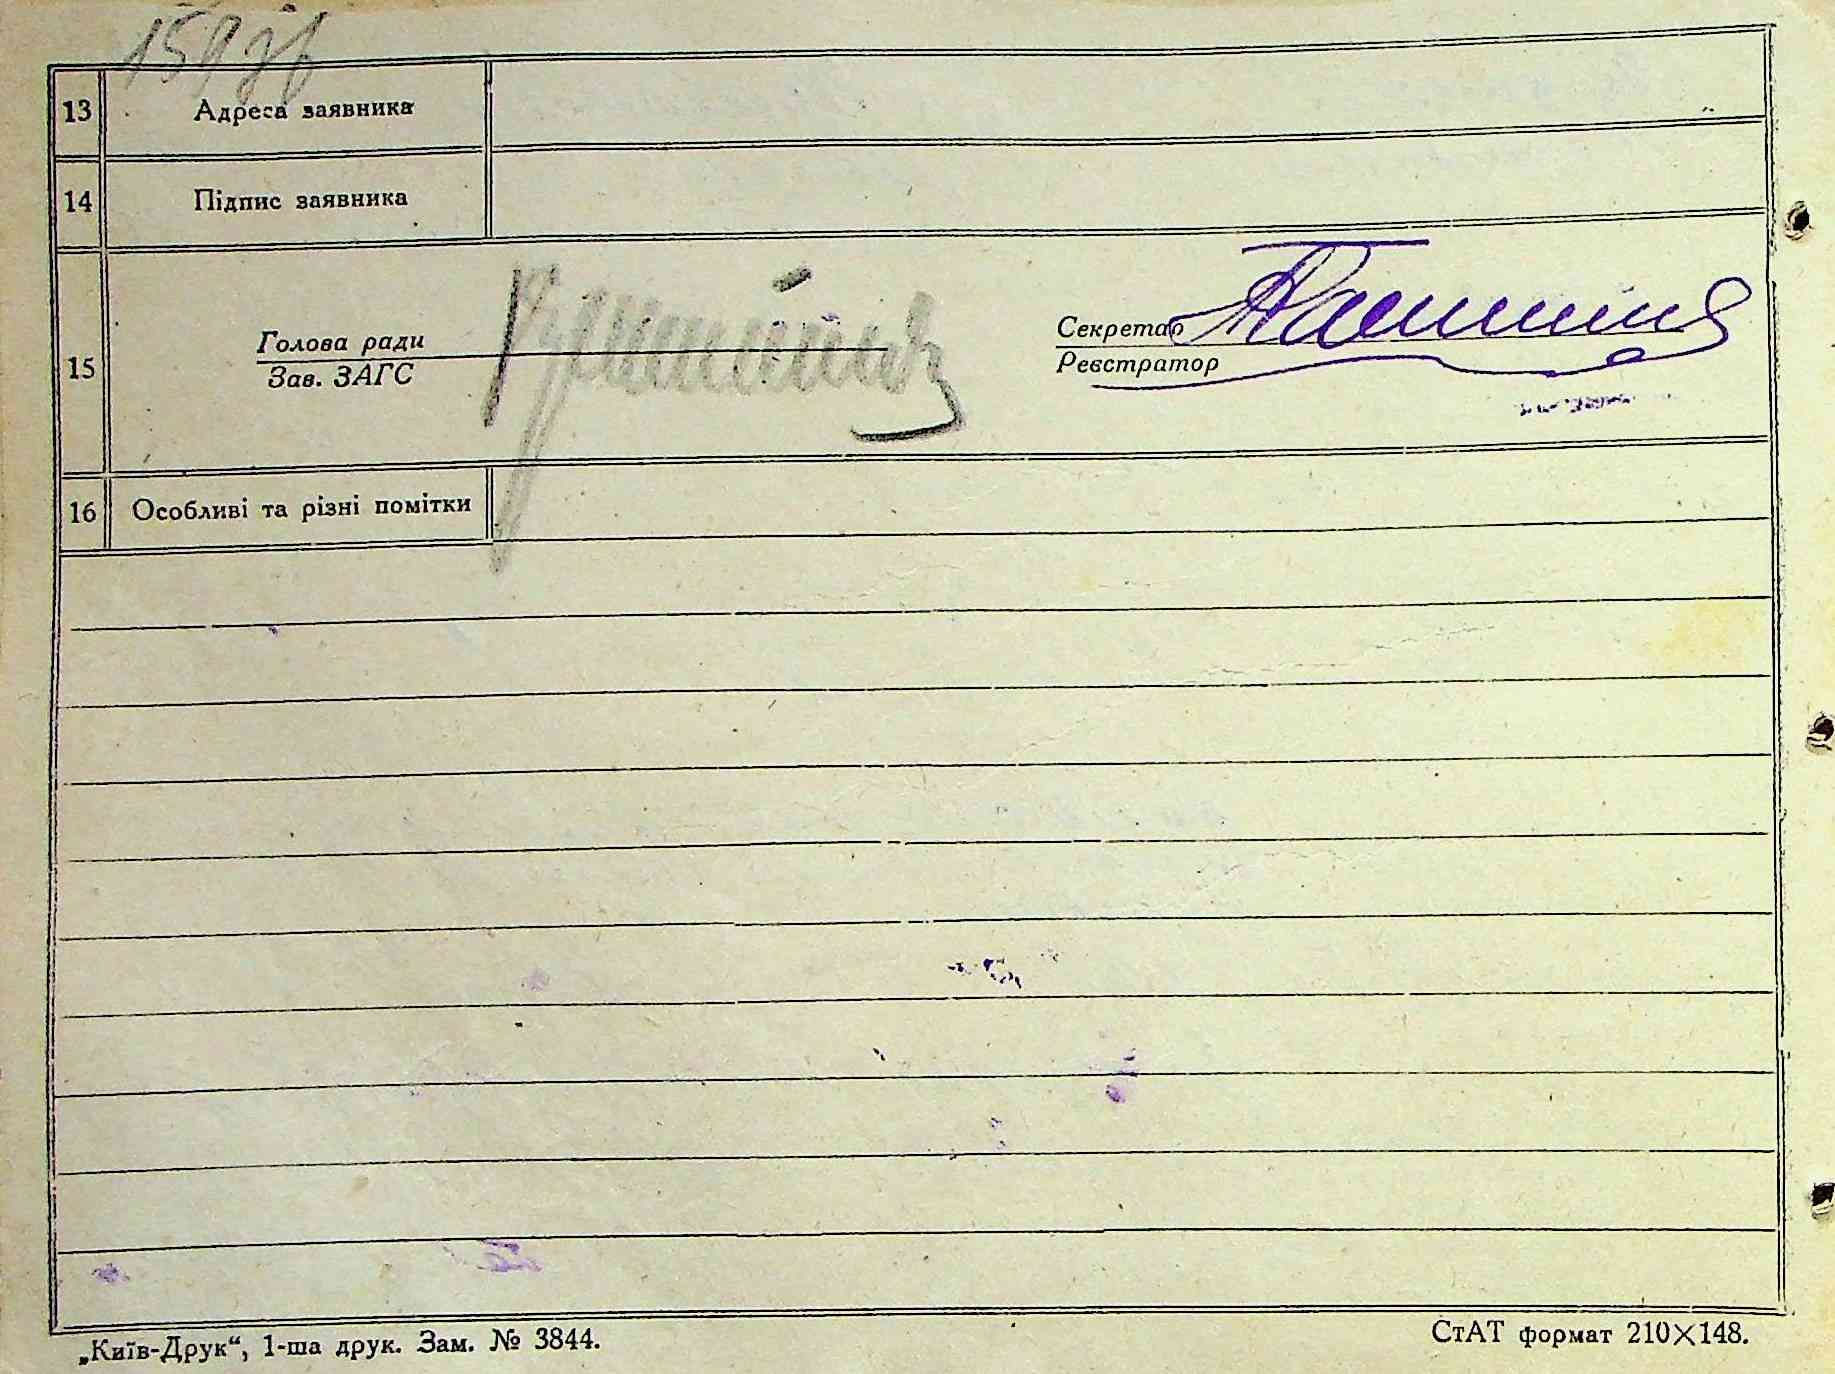 159зв
13 Адреса заявника
14 Підпис заявника
15 Голова ради
Зав. ЗАГС
Секретар
Реєстратор
16 Особливі та різні помітки
„Київ-Друк“, 1-ша друк. Зам. № 3844.
СтАТ формат 210×148.